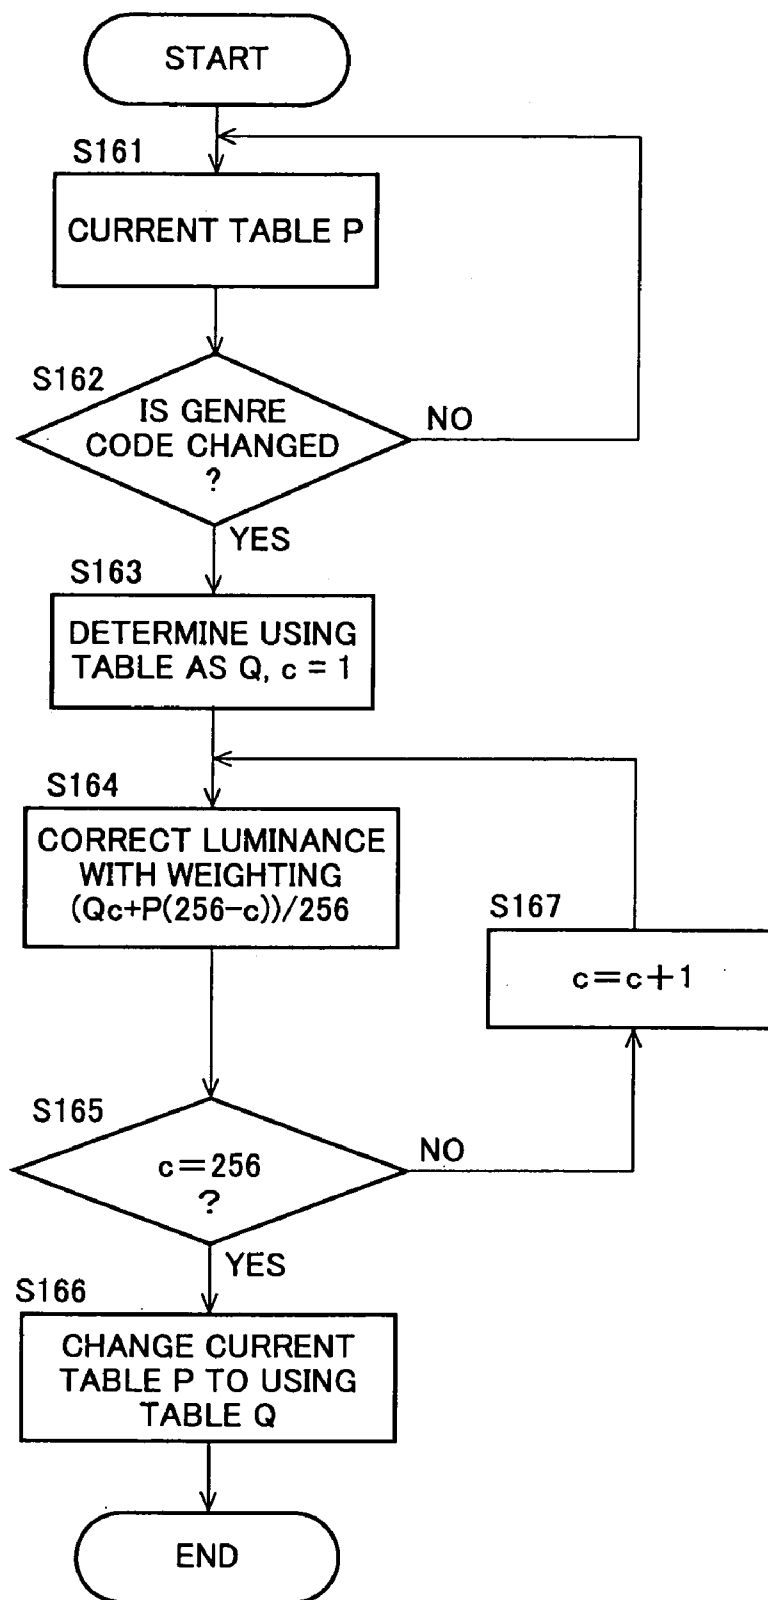 START
S161
CURRENT TABLE P
S162
IS GENRE
CODE CHANGED
?
NO
YES
S163
DETERMINE USING
TABLE AS Q, c = 1
S164
CORRECT LUMINANCE
WITH WEIGHTING
(Qc+P(256-c))/256
S167
c=c+1
S165
c=256
?
NO
YES
S166
CHANGE CURRENT
TABLE P TO USING
TABLE Q
END